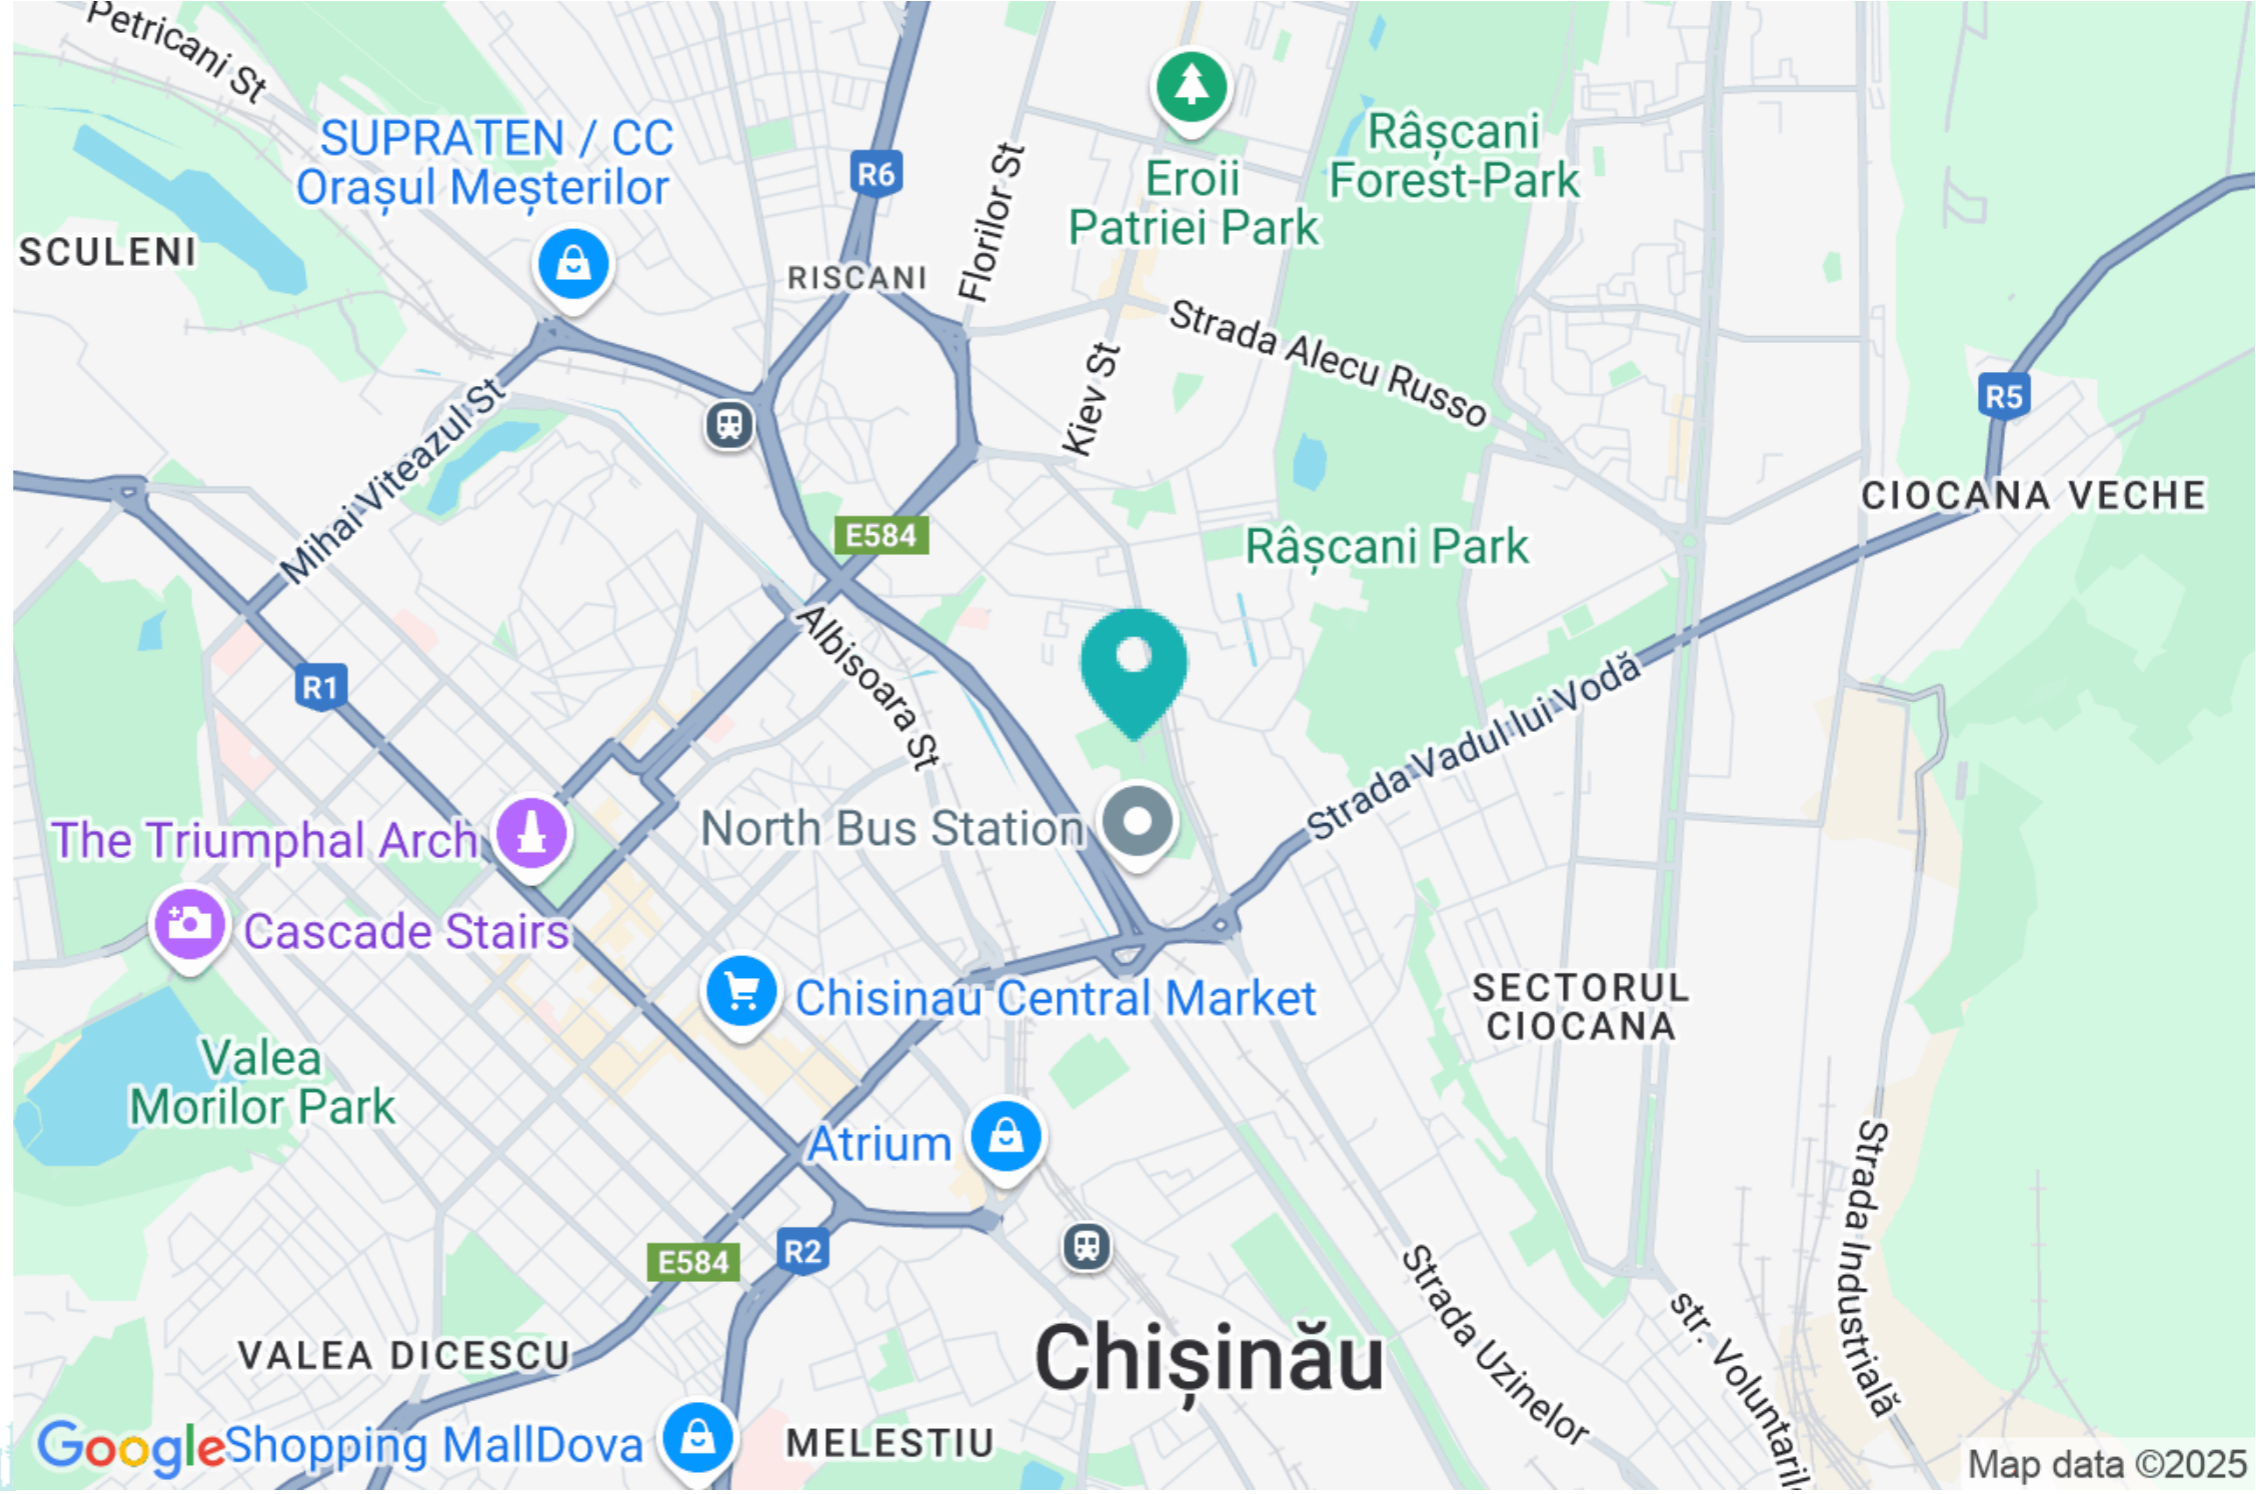 Petricani St
SUPRATEN / CC
Orașul Meșterilor
R6
Florilor St
Eroii
Patriei Park
Râșcani
Forest-Park
SCULENI
RISCANI
Strada Alecu Russo
Kiev St
R5
Mihai Viteazul St
CIOCANA VECHE
E584
Râșcani Park
Albisoara St
R1
Strada Vadul lui Vodă
The Triumphal Arch
North Bus Station
Cascade Stairs
Chisinau Central Market
SECTORUL
CIOCANA
Valea
Morilor Park
Atrium
Strada Industrială
E584
R2
Strada Uzinelor
str. Voluntaril
VALEA DICESCU
Chișinău
Google
Shopping MallDova
MELESTIU
Map data ©2025